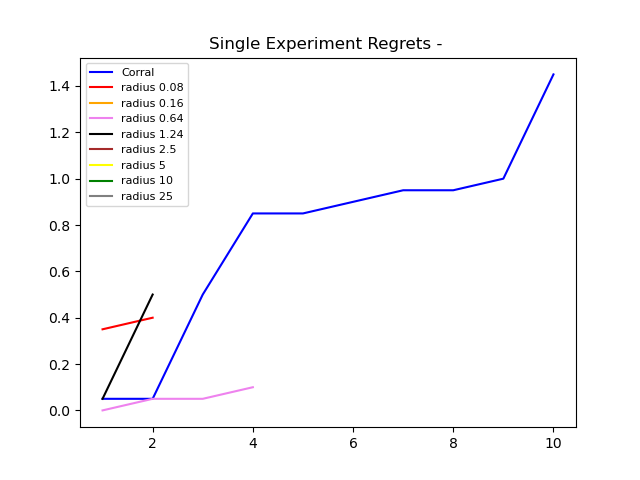 Single Experiment Regrets -
Corral
radius 0.08
radius 0.16
radius 0.64
radius 1.24
radius 2.5
radius 5
radius 10
radius 25
1.4
1.2
1.0
0.8
0.6
0.4
0.2
0.0
2 4 6 8 10